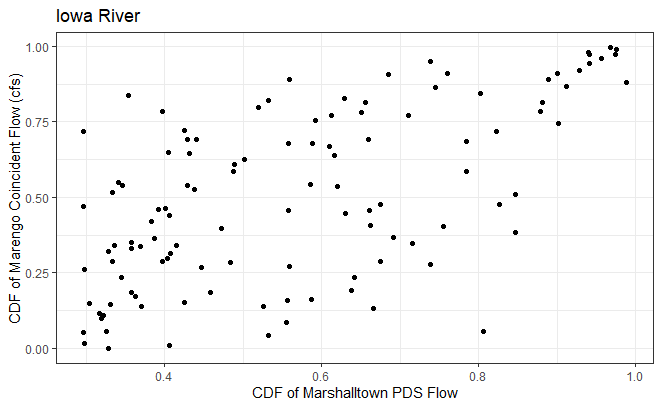 Iowa River
1.00
0.75
0.50
0.25
0.00
CDF of Marengo Coincident Flow (cfs)
0.4 0.6 0.8 1.0
CDF of Marshalltown PDS Flow